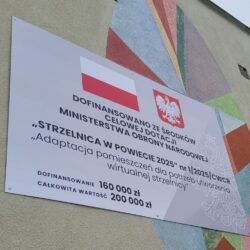 DOFINANSOWANO ZE ŚRODKÓW
CELOWEJ DOTACJI
MINISTERSTWA OBRONY NARODOWEJ
„STRZELNICA W POWIECIE 2025" nr 1/2025/CWCR
„Adaptacja pomieszczeń dla potrzeb utworzenia
wirtualnej strzelnicy"
DOFINANSOWANIE 160 000 zł
CAŁKOWITA WARTOŚĆ 200 000 zł